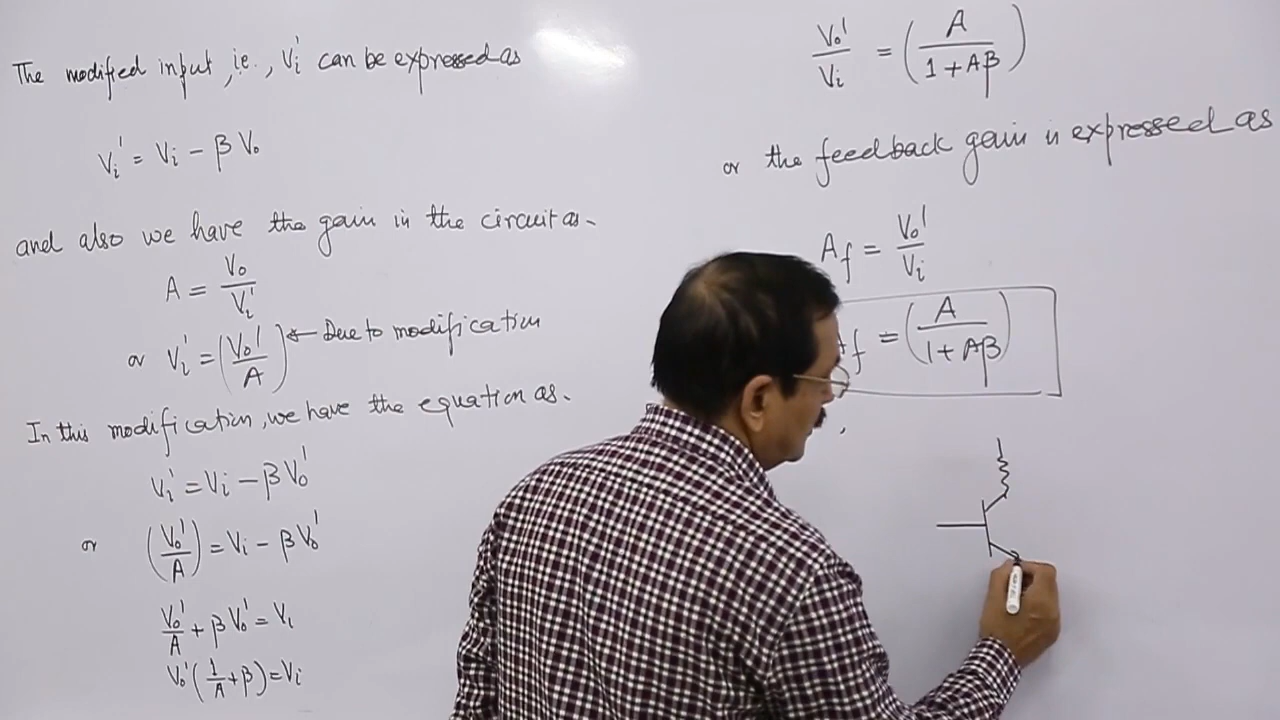 The modified input, i.e., Vi' can be expressed as
Vi' = Vi - βVo
and also we have the gain in the circuit as-
A = Vo/Vi'
or Vi' = (Vo'/A) ← Due to modification
In this modification, we have the equation as.
Vi' = Vi - βVo'
or (Vo'/A) = Vi - βVo'
Vo'/A + βVo' = Vi
Vo'(1/A + β) = Vi
Vo'/Vi = (A/(1 + Aβ))
or the feedback gain is expressed as
Af = Vo'/Vi
Af = (A/(1 + Aβ))